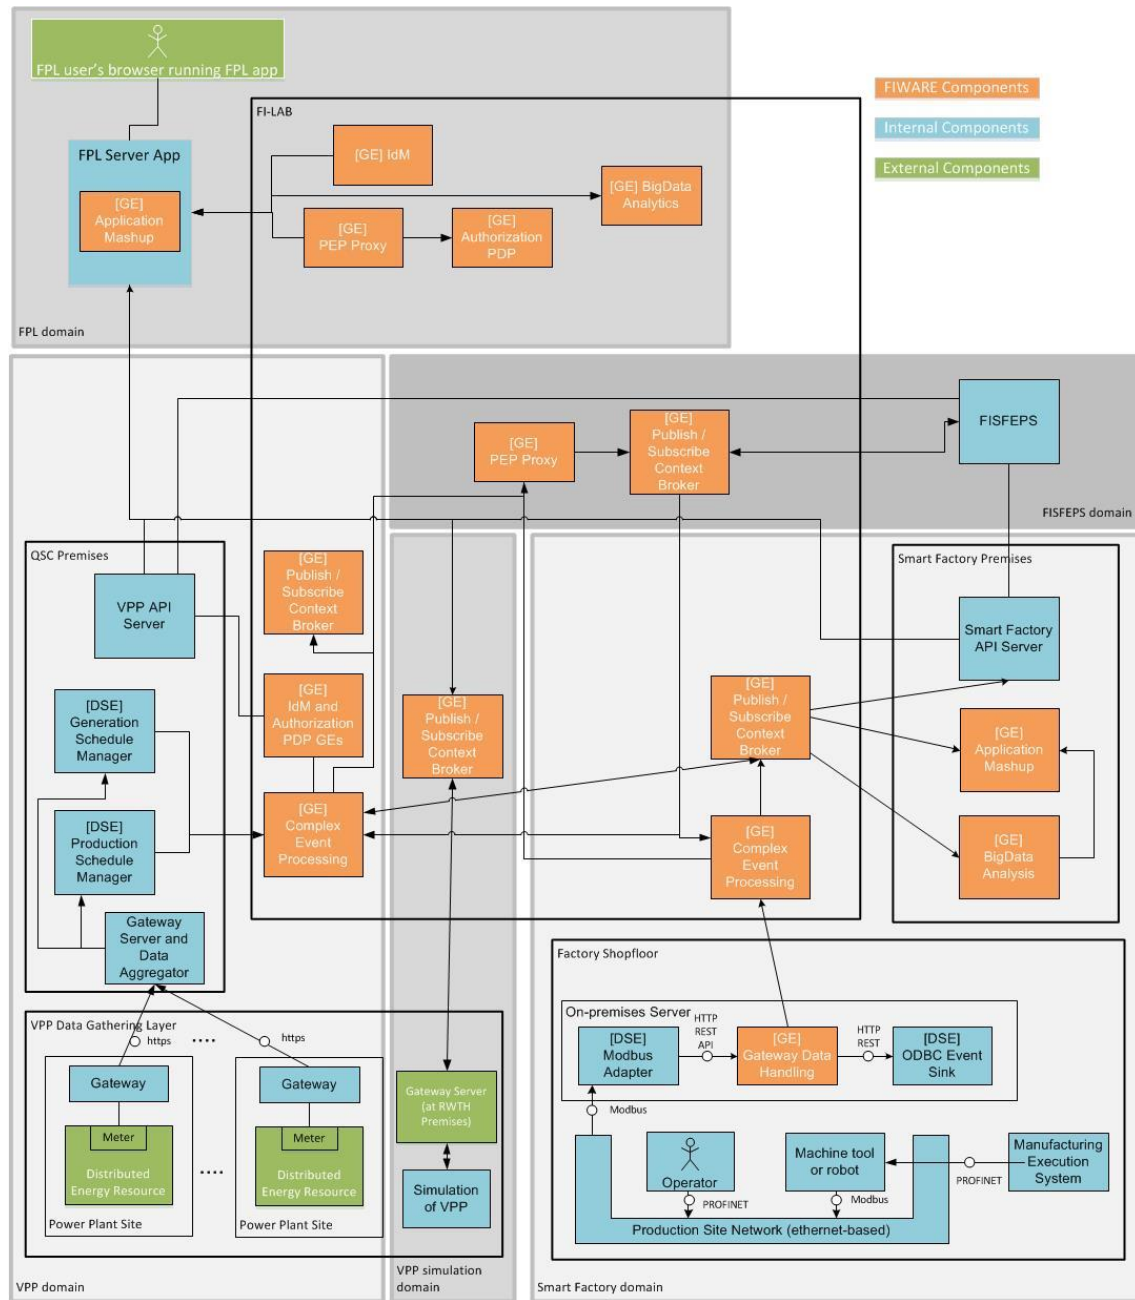 FPL user's browser running FPL app
FIWARE Components
Internal Components
External Components
FI-LAB
FPL Server App
[GE]
Application
Mashup
[GE] IdM
[GE] BigData
Analytics
[GE]
PEP Proxy
[GE]
Authorization
PDP
FPL domain
FISFEPS
[GE]
PEP Proxy
[GE]
Publish /
Subscribe
Context
Broker
FISFEPS domain
QSC Premises
VPP API
Server
[GE]
Publish /
Subscribe
Context
Broker
Smart Factory Premises
Smart Factory
API Server
[DSE]
Generation
Schedule
Manager
[GE]
IdM and
Authorization
PDP GEs
[GE]
Publish /
Subscribe
Context
Broker
[GE]
Publish /
Subscribe
Context
Broker
[GE]
Application
Mashup
[DSE]
Production
Schedule
Manager
[GE]
Complex
Event
Processing
[GE]
Complex
Event
Processing
[GE]
BigData
Analysis
Gateway
Server and
Data
Aggregator
VPP Data Gathering Layer
https
....
https
Gateway
Meter
Distributed
Energy Resource
Power Plant Site
....
Gateway
Meter
Distributed
Energy Resource
Power Plant Site
VPP domain
Gateway Server
(at RWTH
Premises)
Simulation
of VPP
VPP simulation
domain
Factory Shopfloor
On-premises Server
[DSE]
Modbus
Adapter
HTTP
REST
API
[GE]
Gateway Data
Handling
HTTP
REST
[DSE]
ODBC Event
Sink
Modbus
Operator
PROFINET
Machine tool
or robot
Modbus
PROFINET
Manufacturing
Execution
System
Production Site Network (ethernet-based)
Smart Factory domain